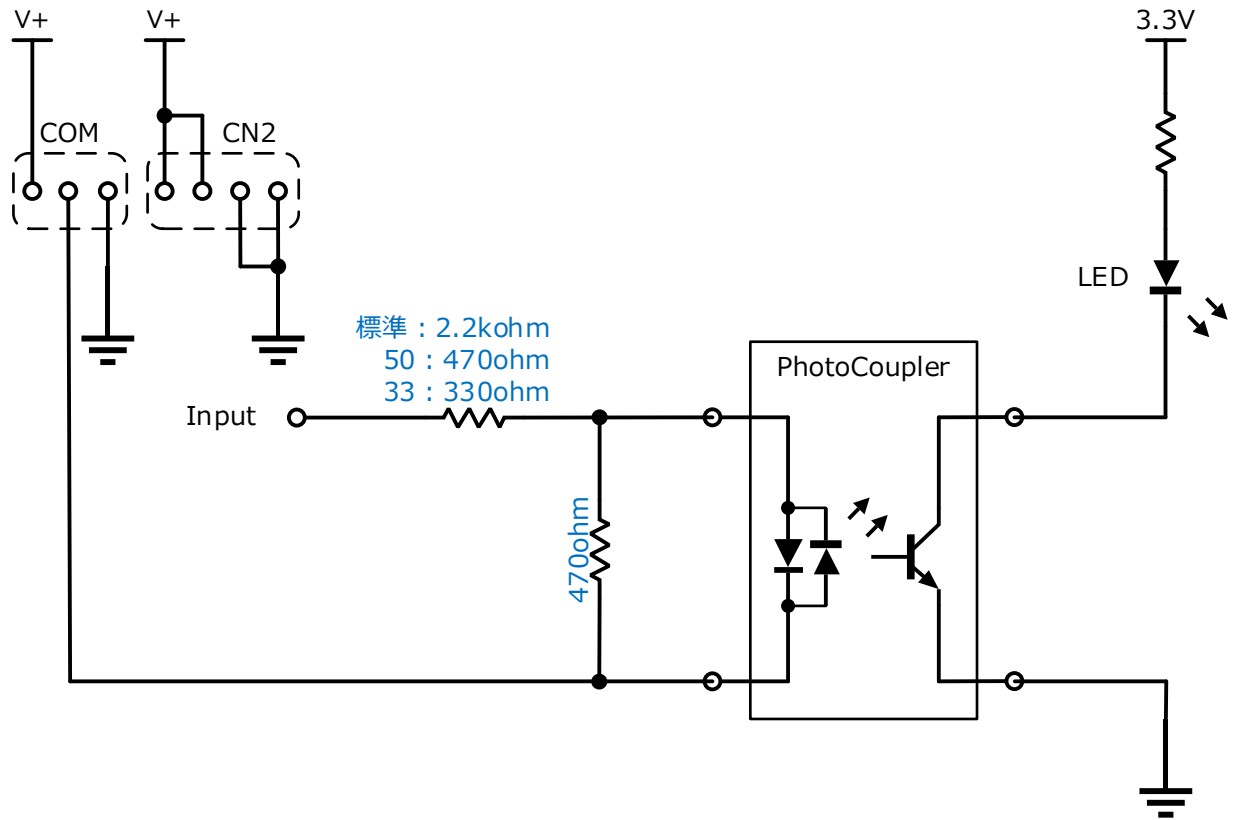 V+
V+
3.3V
COM
CN2
LED
標準：2.2kohm
50：470ohm
33：330ohm
PhotoCoupler
Input
470ohm